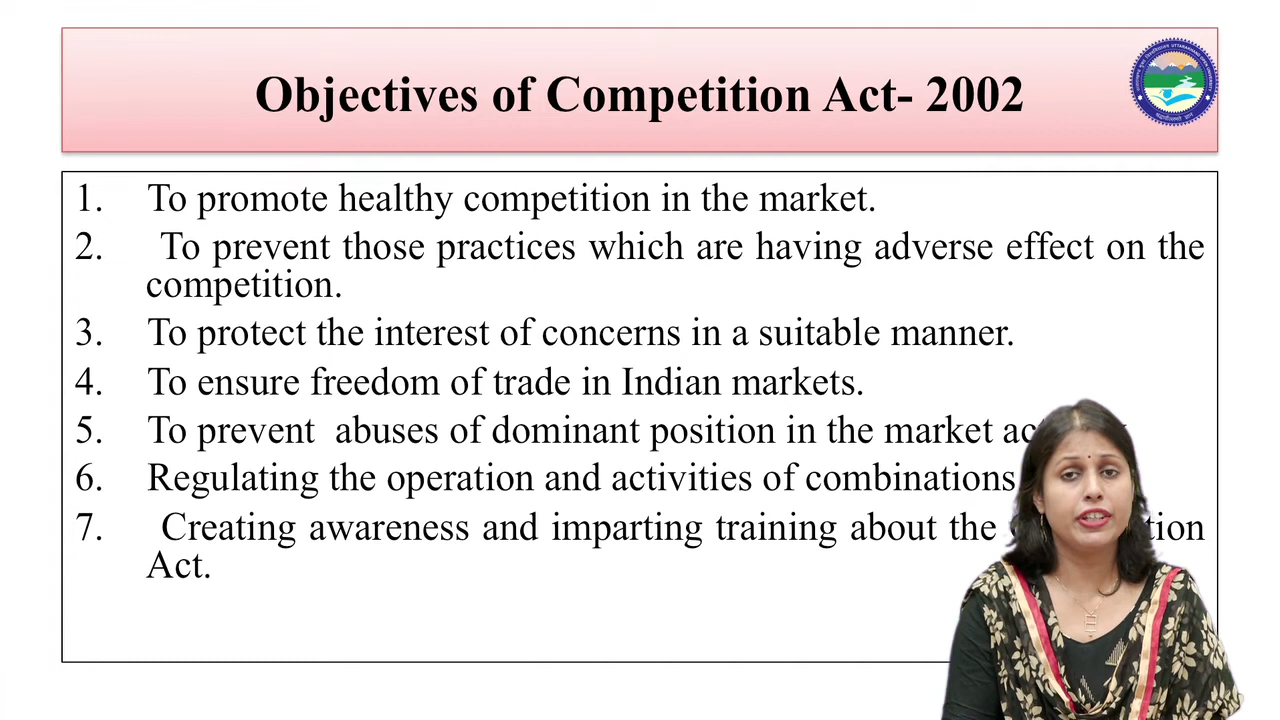 Objectives of Competition Act- 2002
1. To promote healthy competition in the market.
2. To prevent those practices which are having adverse effect on the
competition.
3. To protect the interest of concerns in a suitable manner.
4. To ensure freedom of trade in Indian markets.
5. To prevent abuses of dominant position in the market
6. Regulating the operation and activities of combinations
7. Creating awareness and imparting training about the
Act.